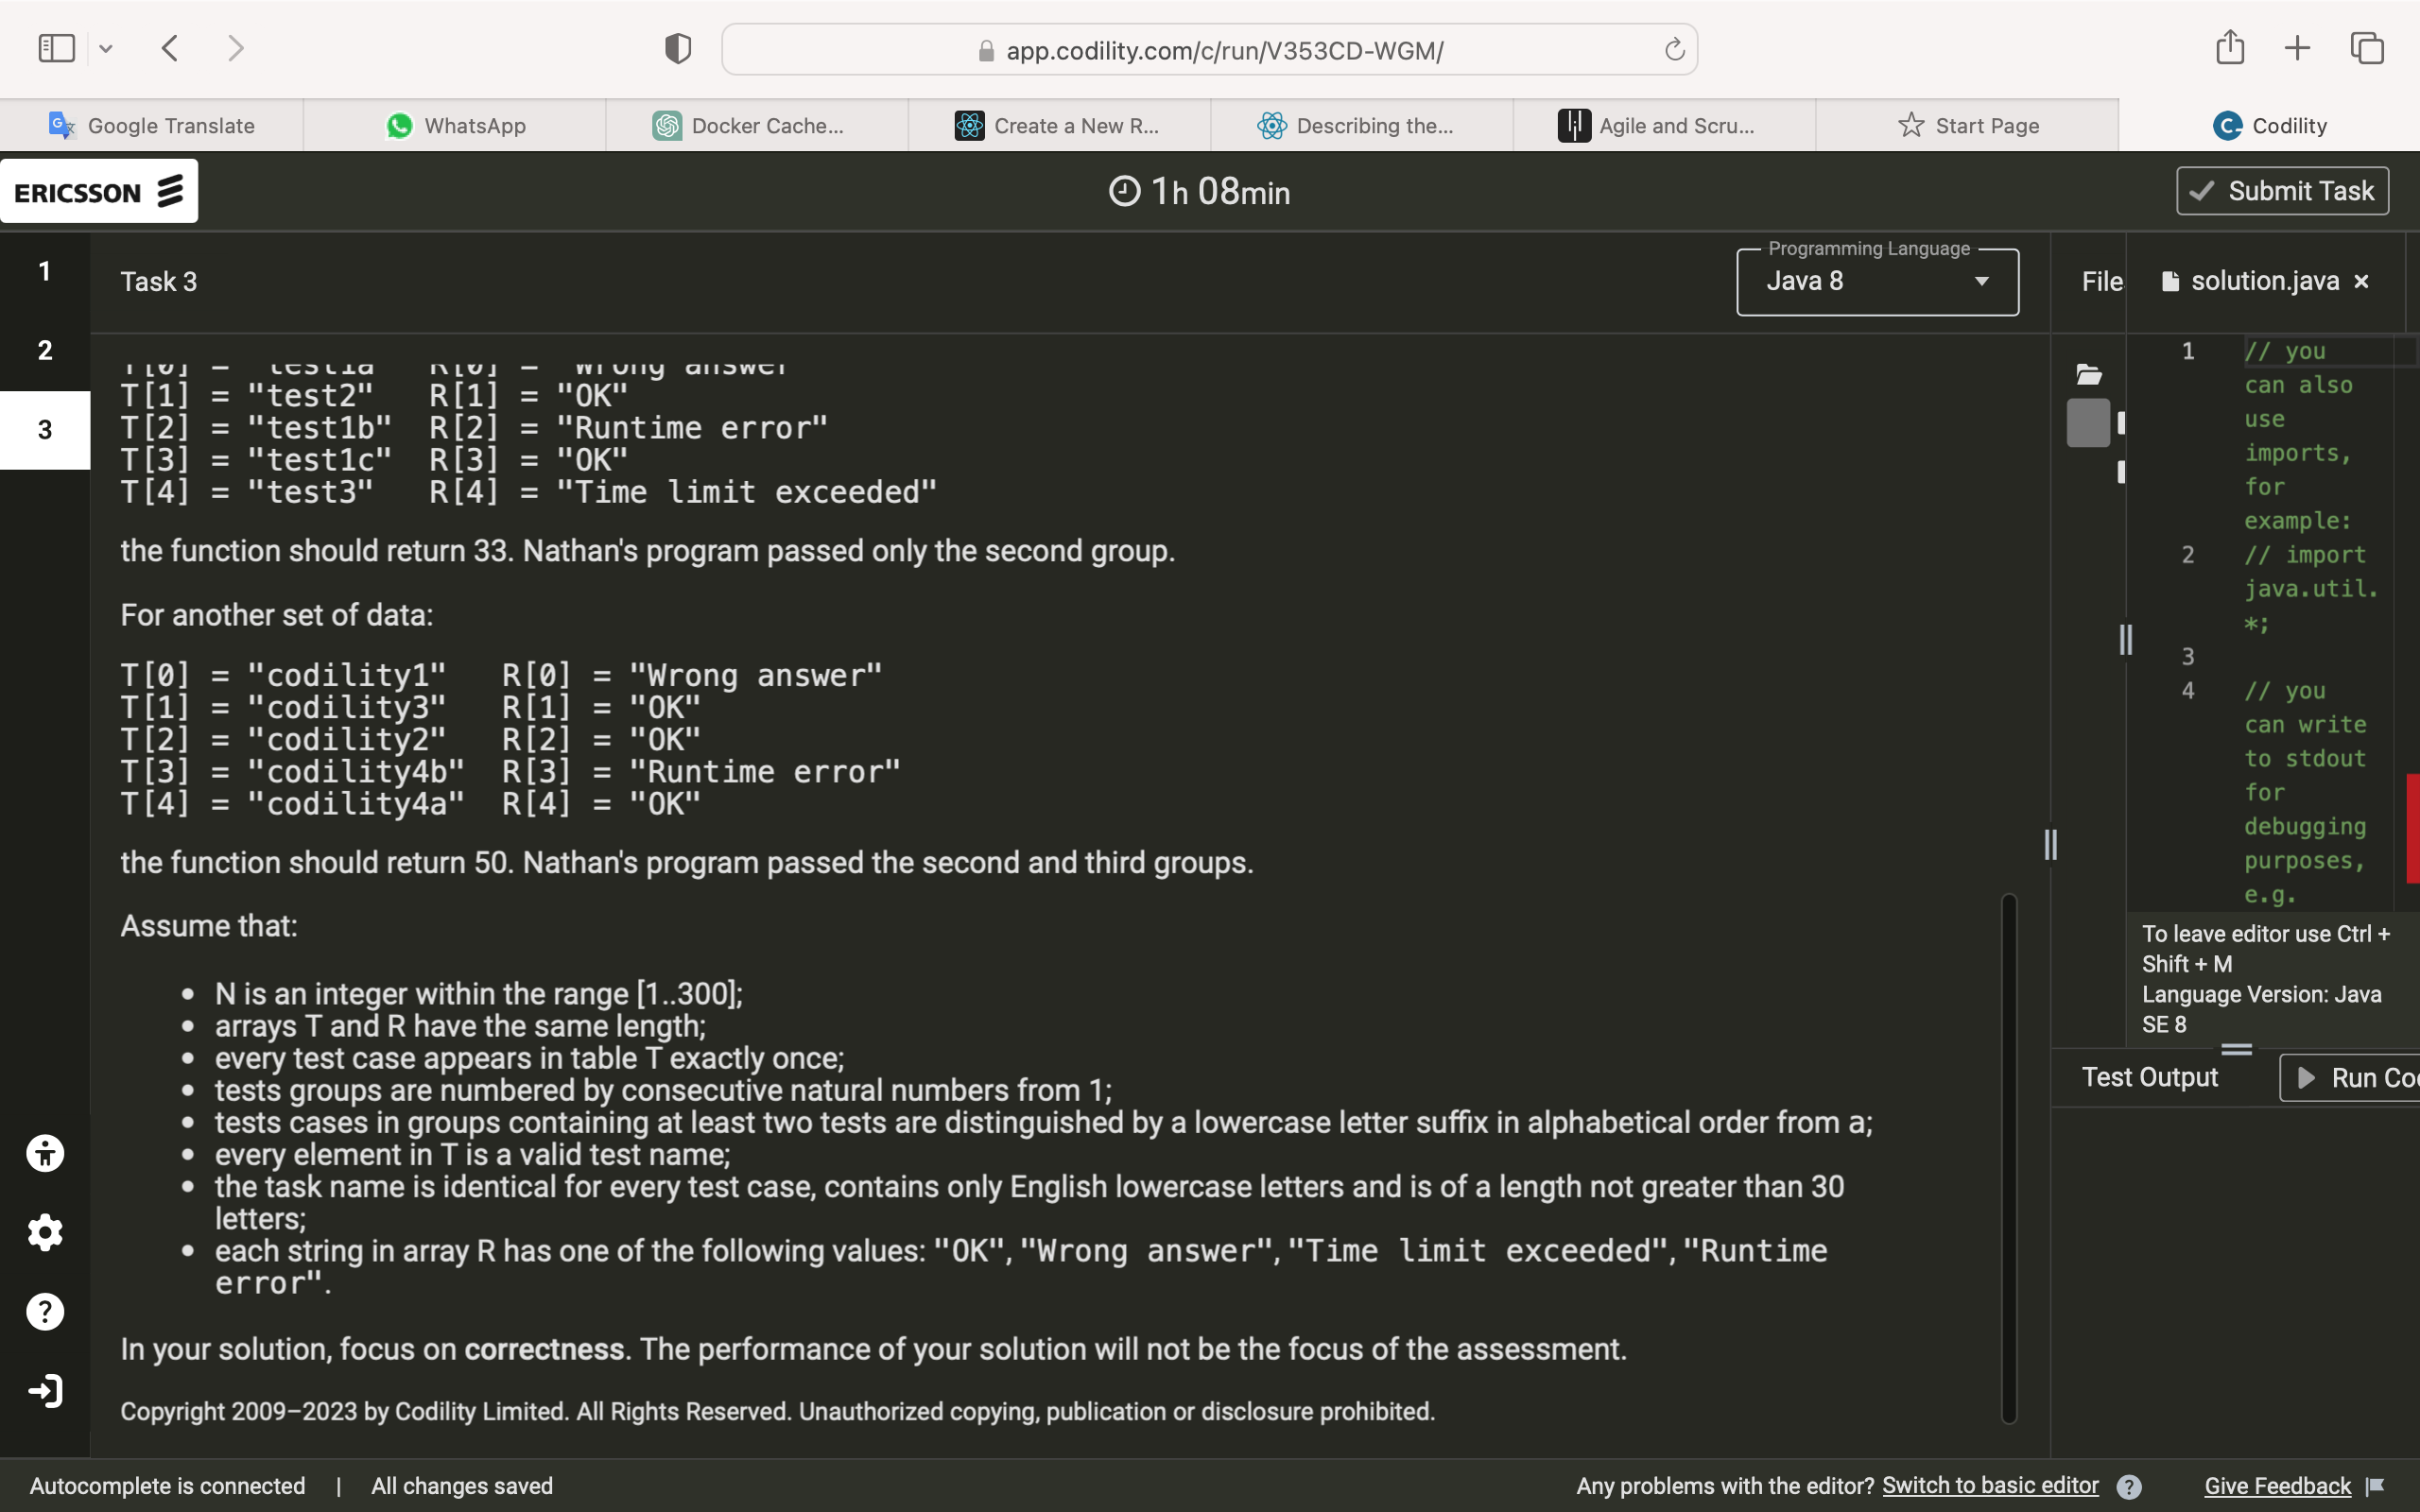 app.codility.com/c/run/V353CD-WGM/
Google Translate
WhatsApp
Docker Cache...
Create a New R...
Describing the...
Agile and Scru...
Start Page
Codility
ERICSSON
1h 08min
Submit Task
1
2
3
Task 3
Programming Language
Java 8
File
solution.java
T[0] = "test1a" R[0] = "Wrong answer"
T[1] = "test2" R[1] = "OK"
T[2] = "test1b" R[2] = "Runtime error"
T[3] = "test1c" R[3] = "OK"
T[4] = "test3" R[4] = "Time limit exceeded"
the function should return 33. Nathan's program passed only the second group.
For another set of data:
T[0] = "codility1" R[0] = "Wrong answer"
T[1] = "codility3" R[1] = "OK"
T[2] = "codility2" R[2] = "OK"
T[3] = "codility4b" R[3] = "Runtime error"
T[4] = "codility4a" R[4] = "OK"
the function should return 50. Nathan's program passed the second and third groups.
Assume that:
• N is an integer within the range [1..300];
• arrays T and R have the same length;
• every test case appears in table T exactly once;
• tests groups are numbered by consecutive natural numbers from 1;
• tests cases in groups containing at least two tests are distinguished by a lowercase letter suffix in alphabetical order from a;
• every element in T is a valid test name;
• the task name is identical for every test case, contains only English lowercase letters and is of a length not greater than 30
letters;
• each string in array R has one of the following values: "OK", "Wrong answer", "Time limit exceeded", "Runtime
error".
In your solution, focus on correctness. The performance of your solution will not be the focus of the assessment.
Copyright 2009–2023 by Codility Limited. All Rights Reserved. Unauthorized copying, publication or disclosure prohibited.
1 // you
can also
use
imports,
for
example:
2 // import
java.util.
*;
3
4 // you
can write
to stdout
for
debugging
purposes,
e.g.
To leave editor use Ctrl +
Shift + M
Language Version: Java
SE 8
Test Output
Run Co
Autocomplete is connected | All changes saved
Any problems with the editor? Switch to basic editor ?
Give Feedback